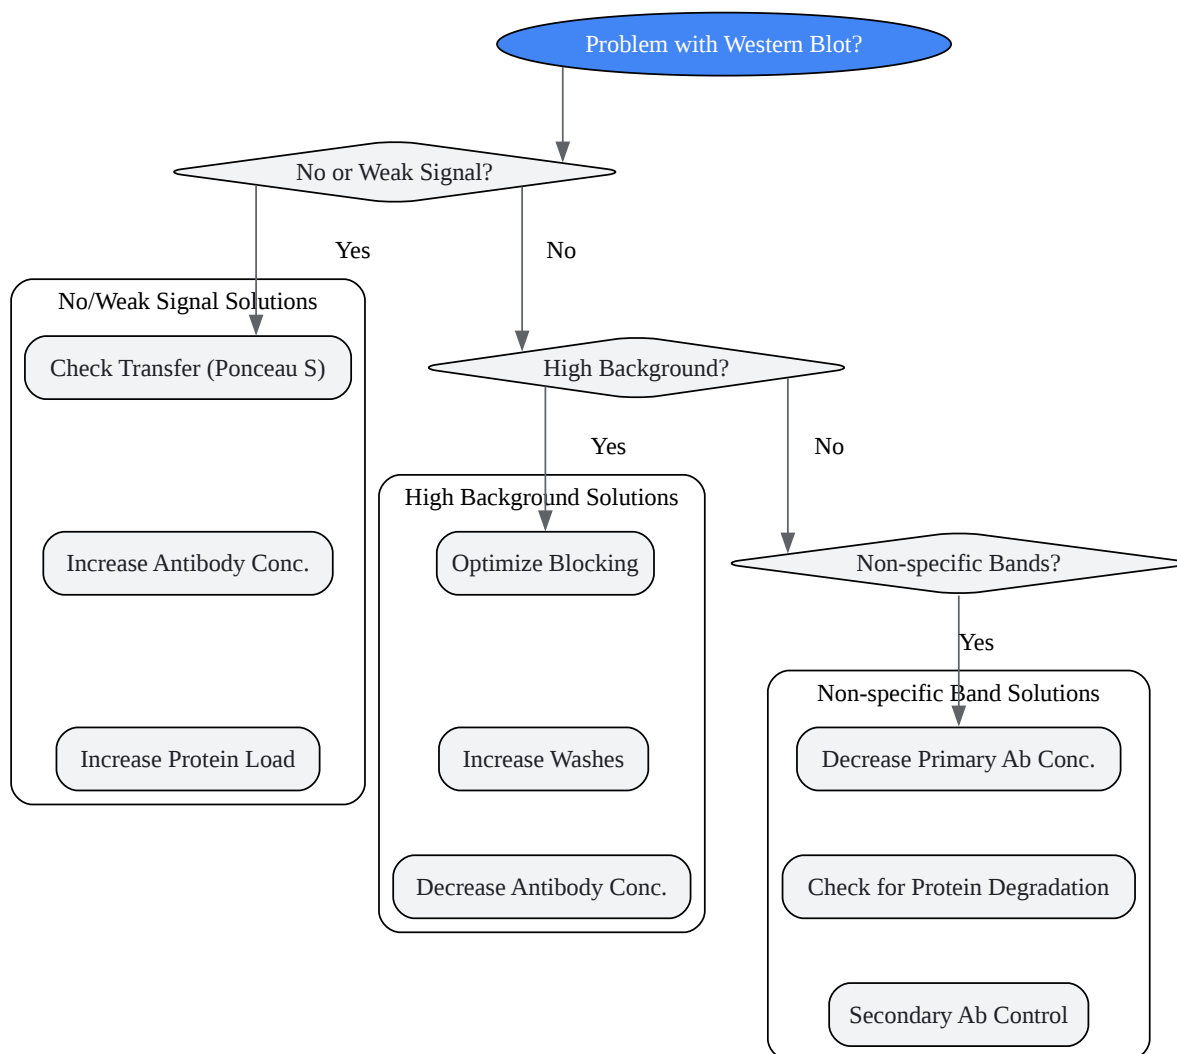 Problem with Western Blot?
No or Weak Signal?
Yes
No
No/Weak Signal Solutions
Check Transfer (Ponceau S)
Increase Antibody Conc.
Increase Protein Load
High Background?
Yes
No
High Background Solutions
Optimize Blocking
Increase Washes
Decrease Antibody Conc.
Non-specific Bands?
Yes
Non-specific Band Solutions
Decrease Primary Ab Conc.
Check for Protein Degradation
Secondary Ab Control